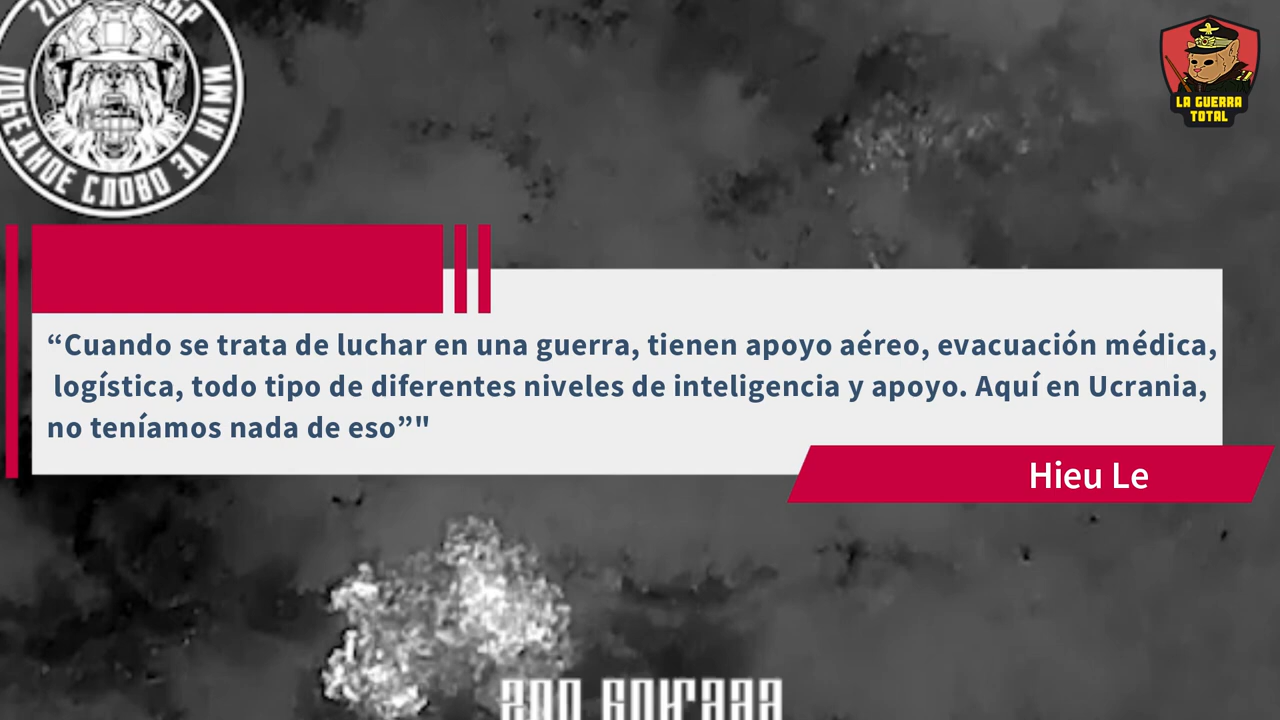 ПОБЕДНОЕ СЛОВО ЗА НАМИ
LA GUERRA
TOTAL
“Cuando se trata de luchar en una guerra, tienen apoyo aéreo, evacuación médica,
logística, todo tipo de diferentes niveles de inteligencia y apoyo. Aquí en Ucrania,
no teníamos nada de eso”"
Hieu Le